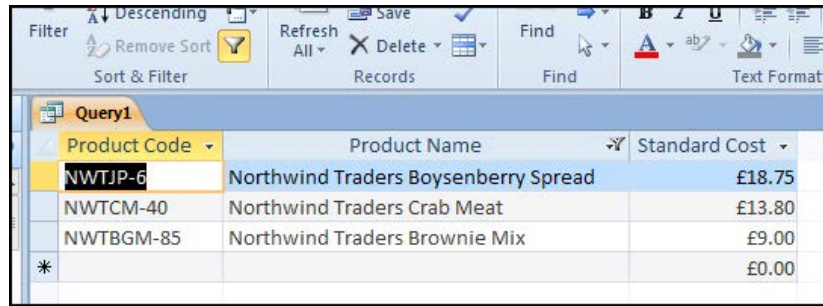 Descending Save
Filter Remove Sort Refresh All Delete Find B I U
A ab
Sort & Filter Records Find Text Format
Query1
Product Code Product Name Standard Cost
NWTJP-6 Northwind Traders Boysenberry Spread £18.75
NWTCM-40 Northwind Traders Crab Meat £13.80
NWTBGM-85 Northwind Traders Brownie Mix £9.00
* £0.00